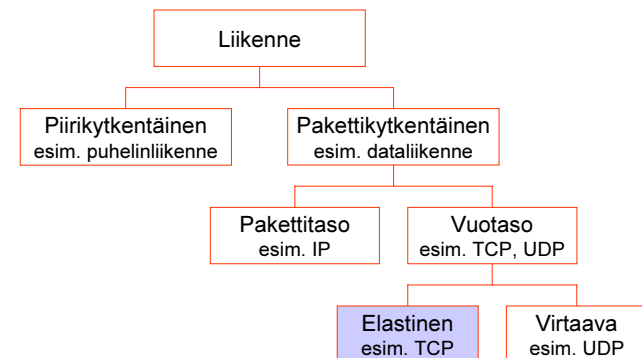 Liikenne
Piirikytkentäinen
esim. puhelinliikenne
Pakettikytkentäinen
esim. dataliikenne
Pakettitaso
esim. IP
Vuotaso
esim. TCP, UDP
Elastinen
esim. TCP
Virtaava
esim. UDP